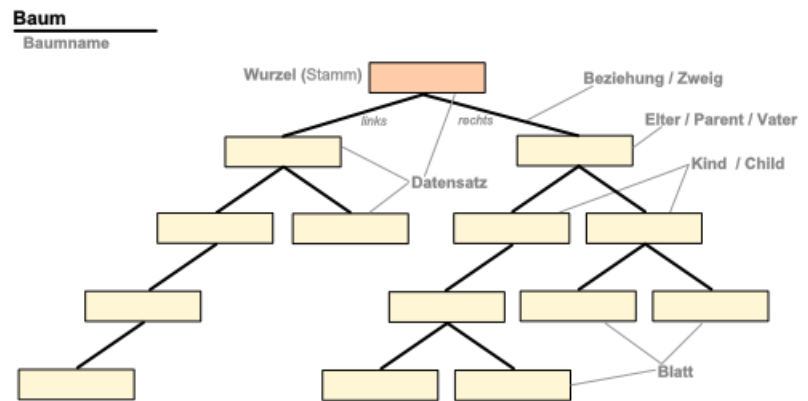 Baum
Baumname
Wurzel (Stamm)
Beziehung / Zweig
links
rechts
Elter / Parent / Vater
Kind / Child
Datensatz
Blatt